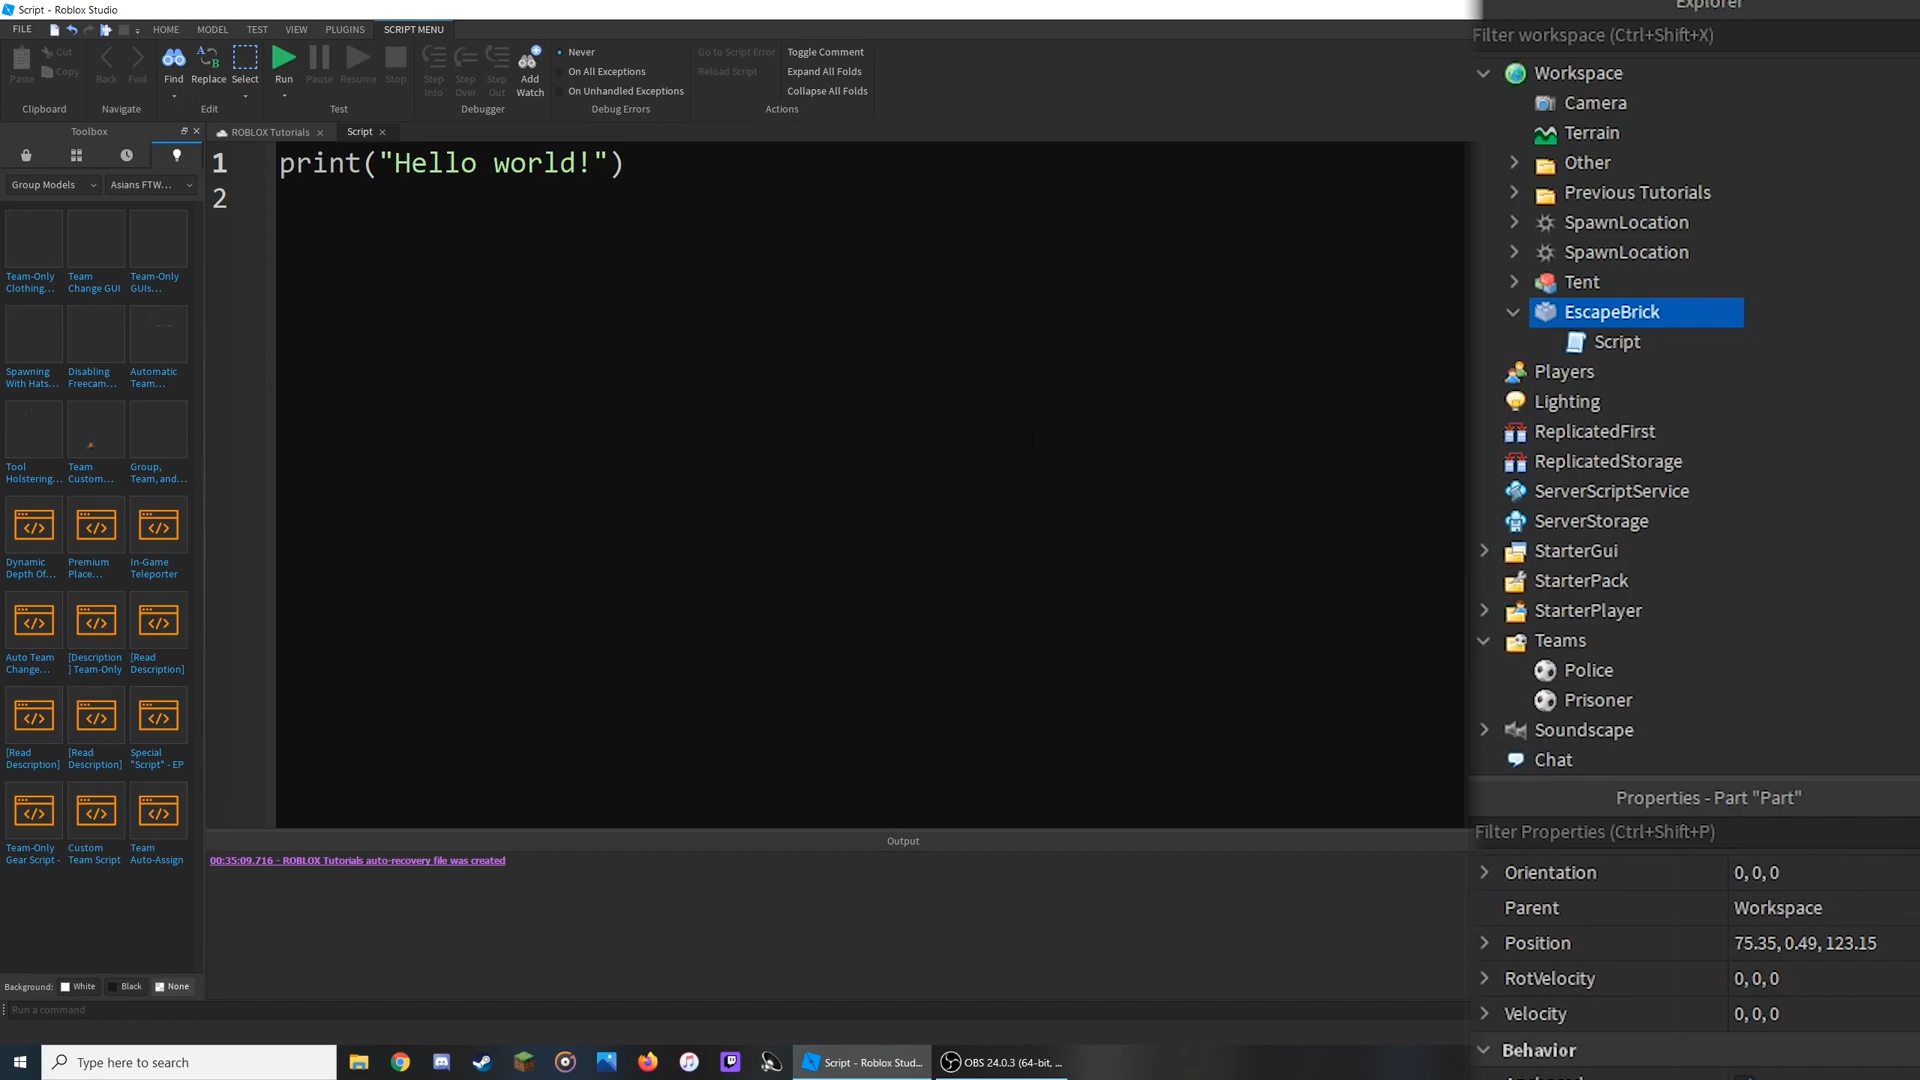 Script - Roblox Studio
FILE
HOME
MODEL
TEST
VIEW
PLUGINS
SCRIPT MENU
Paste
Cut
Copy
Clipboard
Back
Fwd
Navigate
Find
Replace
Select
Edit
Run
Pause
Resume
Stop
Test
Step Into
Step Over
Step Out
Add Watch
Debugger
Never
On All Exceptions
On Unhandled Exceptions
Debug Errors
Go to Script Error
Reload Script
Toggle Comment
Expand All Folds
Collapse All Folds
Actions
Toolbox
Group Models
Asians FTW...
Team-Only Clothing...
Team Change GUI
Team-Only GUIs...
Spawning With Hats...
Disabling Freecam...
Automatic Team...
Tool Holstering...
Team Custom...
Group, Team, and...
Dynamic Depth Of...
Premium Place...
In-Game Teleporter
Auto Team Change...
[Description] Team-Only
[Read Description]
[Read Description]
[Read Description]
Special "Script" - EP
Team-Only Gear Script -
Custom Team Script
Team Auto-Assign
Background:
White
Black
None
Run a command
ROBLOX Tutorials
Script
1 print("Hello world!")
2
Output
00:35:09.716 - ROBLOX Tutorials auto-recovery file was created
Explorer
Filter workspace (Ctrl+Shift+X)
Workspace
Camera
Terrain
Other
Previous Tutorials
SpawnLocation
SpawnLocation
Tent
EscapeBrick
Script
Players
Lighting
ReplicatedFirst
ReplicatedStorage
ServerScriptService
ServerStorage
StarterGui
StarterPack
StarterPlayer
Teams
Police
Prisoner
Soundscape
Chat
Properties - Part "Part"
Filter Properties (Ctrl+Shift+P)
Orientation 0, 0, 0
Parent Workspace
Position 75.35, 0.49, 123.15
RotVelocity 0, 0, 0
Velocity 0, 0, 0
Behavior
Type here to search
Script - Roblox Stud...
OBS 24.0.3 (64-bit, ...